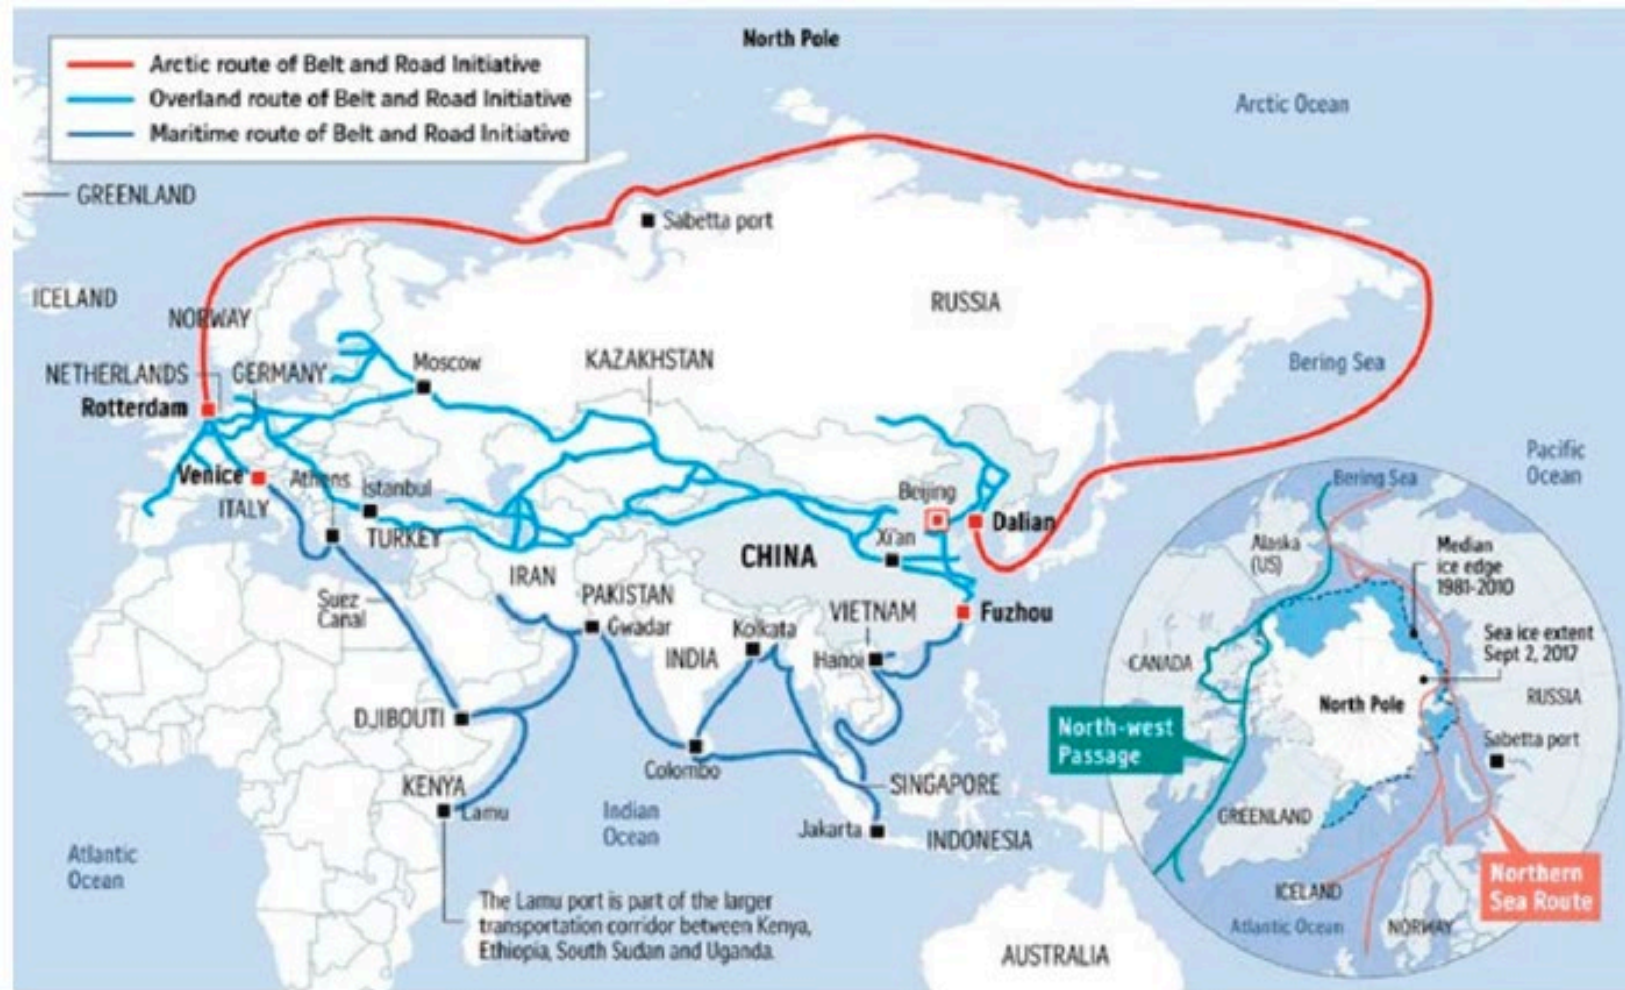 North Pole
Arctic route of Belt and Road Initiative
Overland route of Belt and Road Initiative
Maritime route of Belt and Road Initiative
Arctic Ocean
GREENLAND
Sabetta port
ICELAND
NORWAY
RUSSIA
Bering Sea
NETHERLANDS
GERMANY
Moscow
KAZAKHSTAN
Rotterdam
Pacific
Ocean
Venice
Athens
Istanbul
ITALY
TURKEY
Beijing
Dalian
Xi'an
CHINA
IRAN
PAKISTAN
Suez
Canal
Gwadar
Kolkata
VIETNAM
Fuzhou
INDIA
Hanoi
DJIBOUTI
Colombo
KENYA
Lamu
Indian
Ocean
SINGAPORE
Jakarta
INDONESIA
Atlantic
Ocean
The Lamu port is part of the larger
transportation corridor between Kenya,
Ethiopia, South Sudan and Uganda.
AUSTRALIA
Bering Sea
Alaska
(US)
Median
ice edge
1981-2010
Sea ice extent
Sept 2, 2017
CANADA
North Pole
RUSSIA
North-west
Passage
Sabetta port
GREENLAND
Northern
Sea Route
ICELAND
Atlantic Ocean
NORWAY